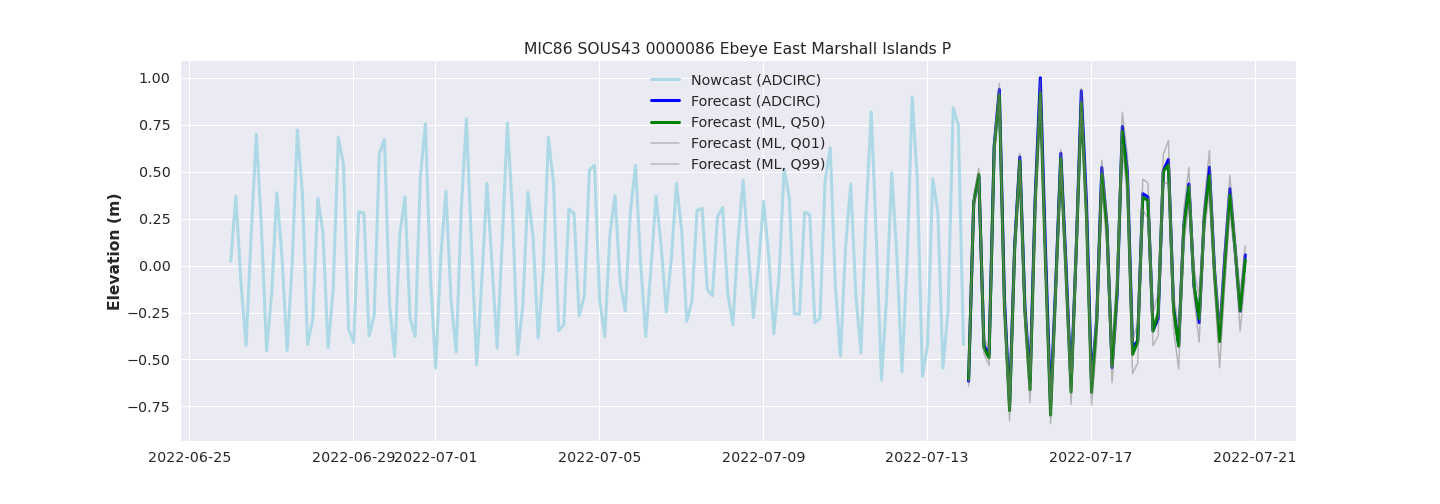 MIC86 SOUS43 0000086 Ebeye East Marshall Islands P
Nowcast (ADCIRC)
Forecast (ADCIRC)
Forecast (ML, Q50)
Forecast (ML, Q01)
Forecast (ML, Q99)
Elevation (m)
1.00
0.75
0.50
0.25
0.00
−0.25
−0.50
−0.75
2022-06-25 2022-06-29 2022-07-01 2022-07-05 2022-07-09 2022-07-13 2022-07-17 2022-07-21